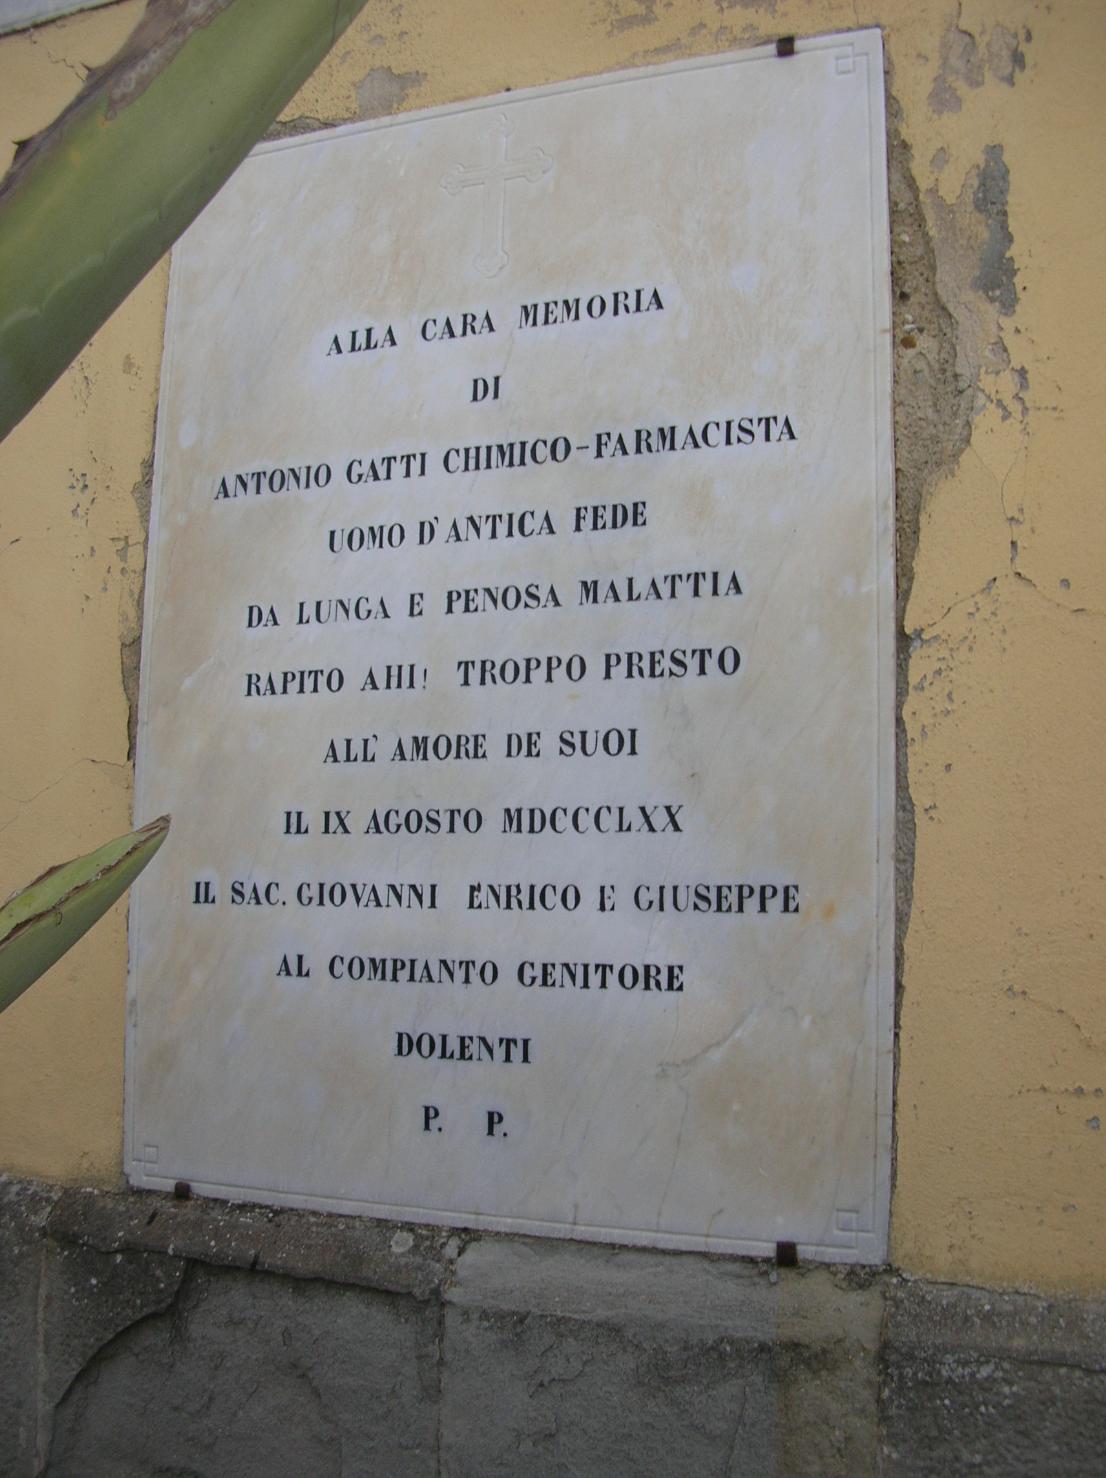 ALLA CARA MEMORIA
DI
ANTONIO GATTI CHIMICO-FARMACISTA
UOMO D'ANTICA FEDE
DA LUNGA E PENOSA MALATTIA
RAPITO AHI! TROPPO PRESTO
ALL' AMORE DE SUOI
IL IX AGOSTO MDCCCLXX
IL SAC. GIOVANNI ENRICO E GIUSEPPE
AL COMPIANTO GENITORE
DOLENTI
P. P.